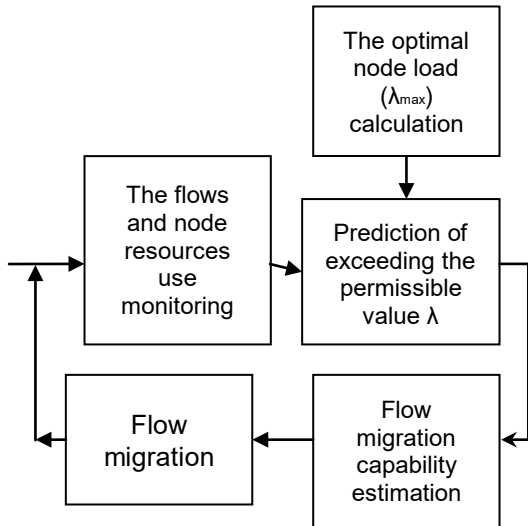 The optimal
node load
(λmax)
calculation
The flows
and node
resources
use
monitoring
Prediction of
exceeding the
permissible
value λ
Flow
migration
Flow
migration
capability
estimation